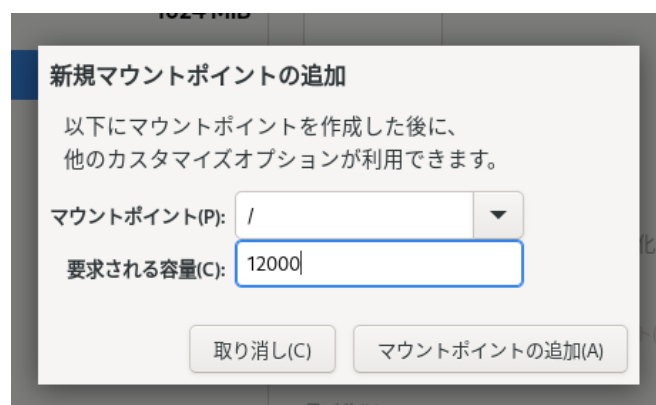 1024 MiB
新規マウントポイントの追加
以下にマウントポイントを作成した後に、
他のカスタマイズオプションが利用できます。
マウントポイント(P): /
要求される容量(C): 12000
取り消し(C) マウントポイントの追加(A)